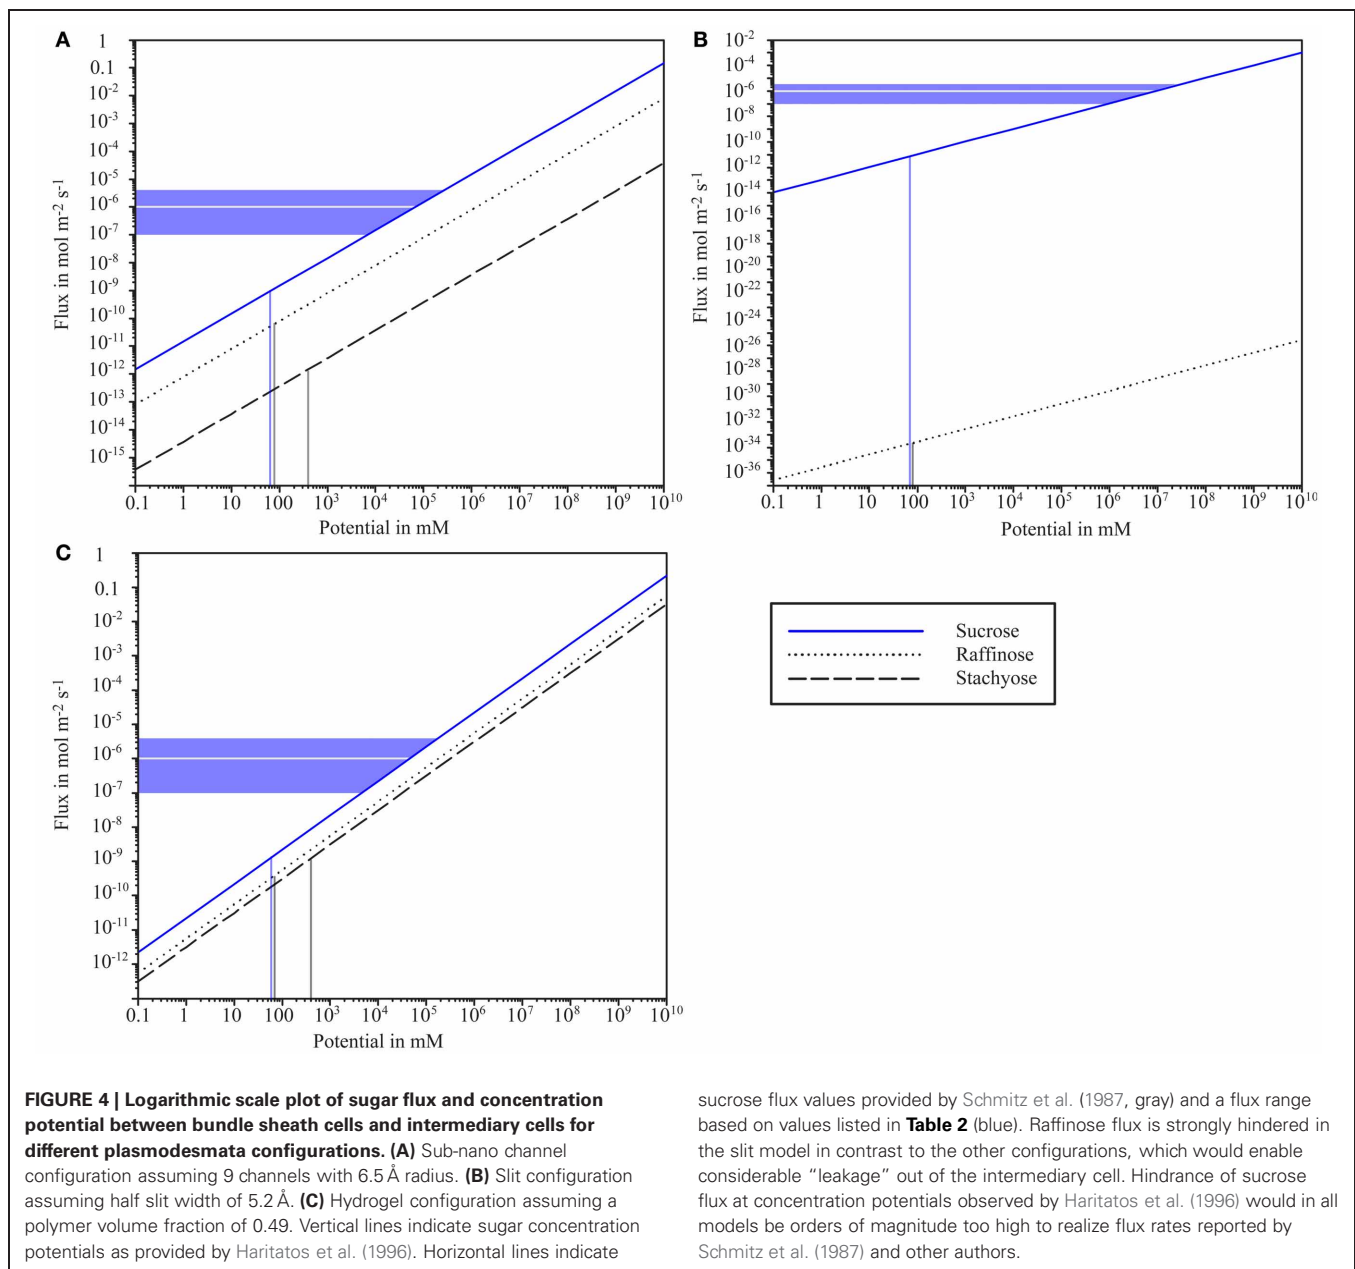 A
1
0.1
10-2
10-3
10-4
10-5
10-6
10-7
10-8
10-9
10-10
10-11
10-12
10-13
10-14
10-15
Flux in mol m-2 s-1
0.1 1 10 100 103 104 105 106 107 108 109 1010
Potential in mM
B
10-2
10-4
10-6
10-8
10-10
10-12
10-14
10-16
10-18
10-20
10-22
10-24
10-26
10-28
10-30
10-32
10-34
10-36
Flux in mol m-2 s-1
0.1 1 10 100 103 104 105 106 107 108 109 1010
Potential in mM
C
1
0.1
10-2
10-3
10-4
10-5
10-6
10-7
10-8
10-9
10-10
10-11
10-12
Flux in mol m-2 s-1
0.1 1 10 100 103 104 105 106 107 108 109 1010
Potential in mM
Sucrose
Raffinose
Stachyose
FIGURE 4 | Logarithmic scale plot of sugar flux and concentration
potential between bundle sheath cells and intermediary cells for
different plasmodesmata configurations. (A) Sub-nano channel
configuration assuming 9 channels with 6.5 Å radius. (B) Slit configuration
assuming half slit width of 5.2 Å. (C) Hydrogel configuration assuming a
polymer volume fraction of 0.49. Vertical lines indicate sugar concentration
potentials as provided by Haritatos et al. (1996). Horizontal lines indicate
sucrose flux values provided by Schmitz et al. (1987, gray) and a flux range
based on values listed in Table 2 (blue). Raffinose flux is strongly hindered in
the slit model in contrast to the other configurations, which would enable
considerable “leakage” out of the intermediary cell. Hindrance of sucrose
flux at concentration potentials observed by Haritatos et al. (1996) would in all
models be orders of magnitude too high to realize flux rates reported by
Schmitz et al. (1987) and other authors.